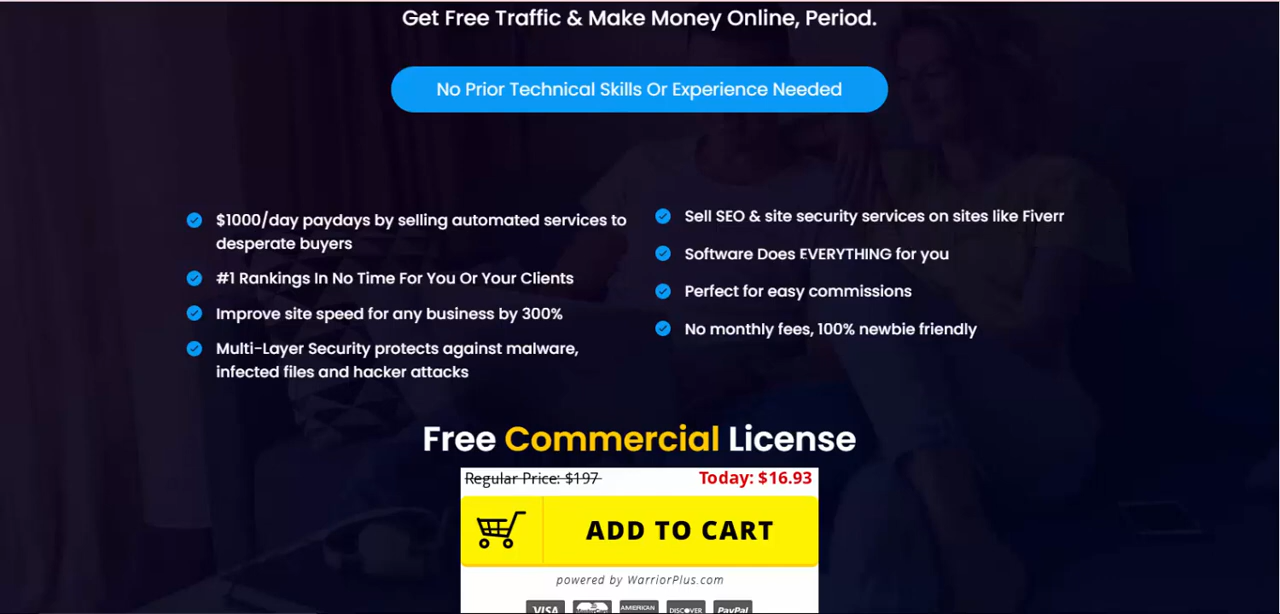 Get Free Traffic & Make Money Online, Period.
No Prior Technical Skills Or Experience Needed
$1000/day paydays by selling automated services to
desperate buyers
#1 Rankings In No Time For You Or Your Clients
Improve site speed for any business by 300%
Multi-Layer Security protects against malware,
infected files and hacker attacks
Sell SEO & site security services on sites like Fiverr
Software Does EVERYTHING for you
Perfect for easy commissions
No monthly fees, 100% newbie friendly
Free Commercial License
Regular Price: $197 Today: $16.93
ADD TO CART
powered by WarriorPlus.com
VISA MasterCard AMERICAN DISCOVER PayPal